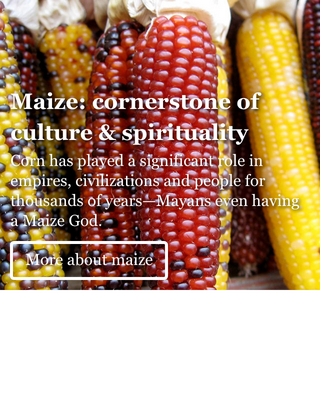 Maize: cornerstone of
culture & spirituality
Corn has played a significant role in
empires, civilizations and people for
thousands of years—Mayans even having
a Maize God.
More about maize